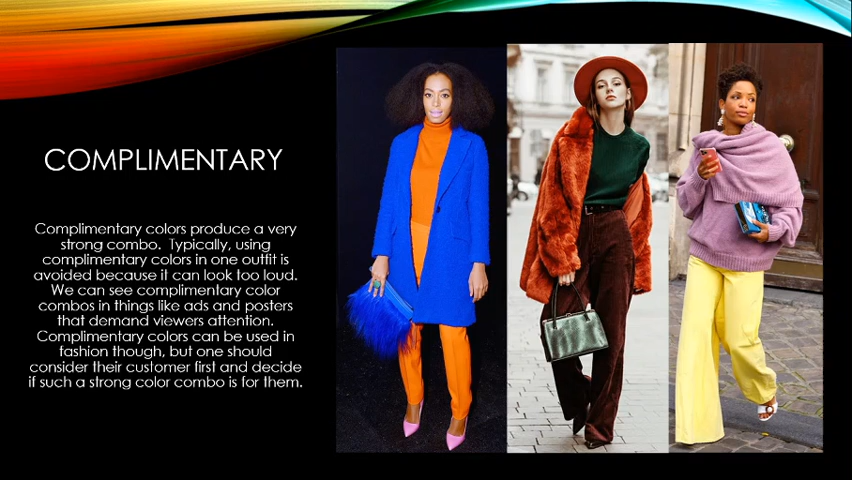 COMPLIMENTARY
Complimentary colors produce a very
strong combo. Typically, using
complimentary colors in one outfit is
avoided because it can look too loud.
We can see complimentary color
combos in things like ads and posters
that demand viewers attention.
Complimentary colors can be used in
fashion though, but one should
consider their customer first and decide
if such a strong color combo is for them.